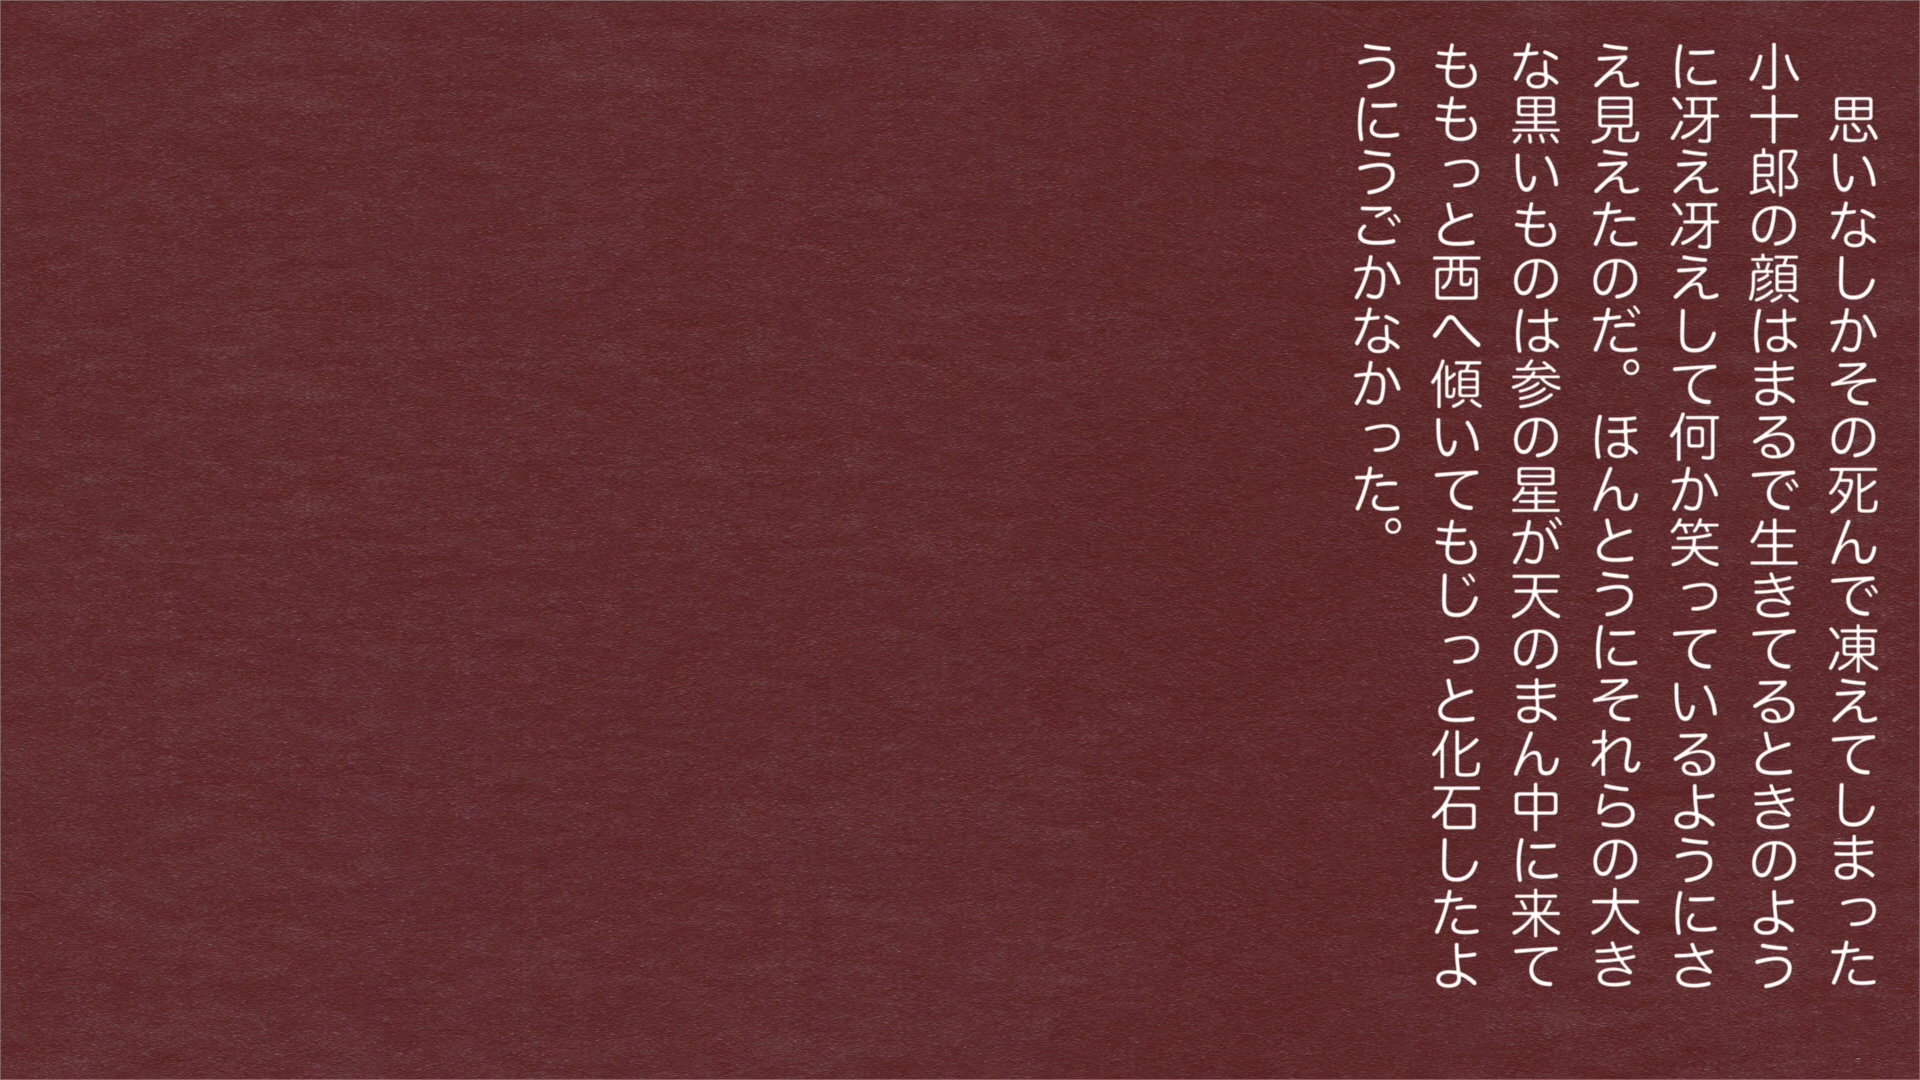 思いなしかその死んで凍えてしまった
小十郎の顔はまるで生きてるときのよう
に冴え冴えして何か笑っているようにさ
え見えたのだ。ほんとうにそれらの大き
な黒いものは参の星が天のまん中に来て
ももっと西へ傾いてもじっと化石したよ
うにうごかなかった。